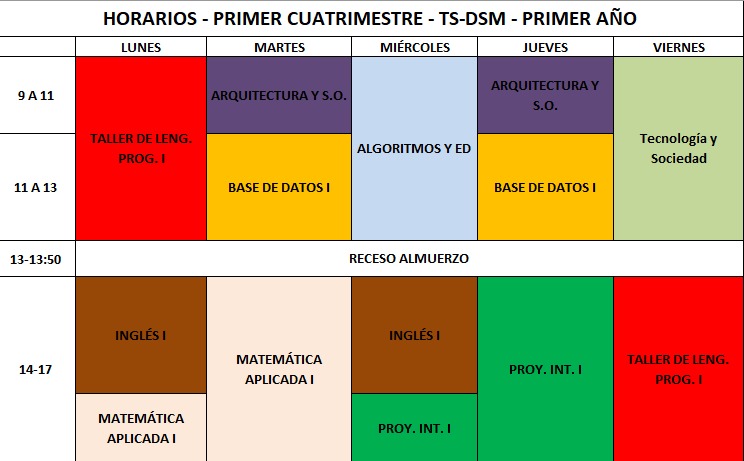 HORARIOS - PRIMER CUATRIMESTRE - TS-DSM - PRIMER AÑO
LUNES MARTES MIÉRCOLES JUEVES VIERNES
9 A 11
TALLER DE LENG.
PROG. I
ARQUITECTURA Y S.O.
ALGORITMOS Y ED
ARQUITECTURA Y
S.O.
Tecnología y
Sociedad
11 A 13
BASE DE DATOS I
BASE DE DATOS I
13-13:50
RECESO ALMUERZO
14-17
INGLÉS I
MATEMÁTICA
APLICADA I
INGLÉS I
PROY. INT. I
TALLER DE LENG.
PROG. I
MATEMÁTICA
APLICADA I
PROY. INT. I